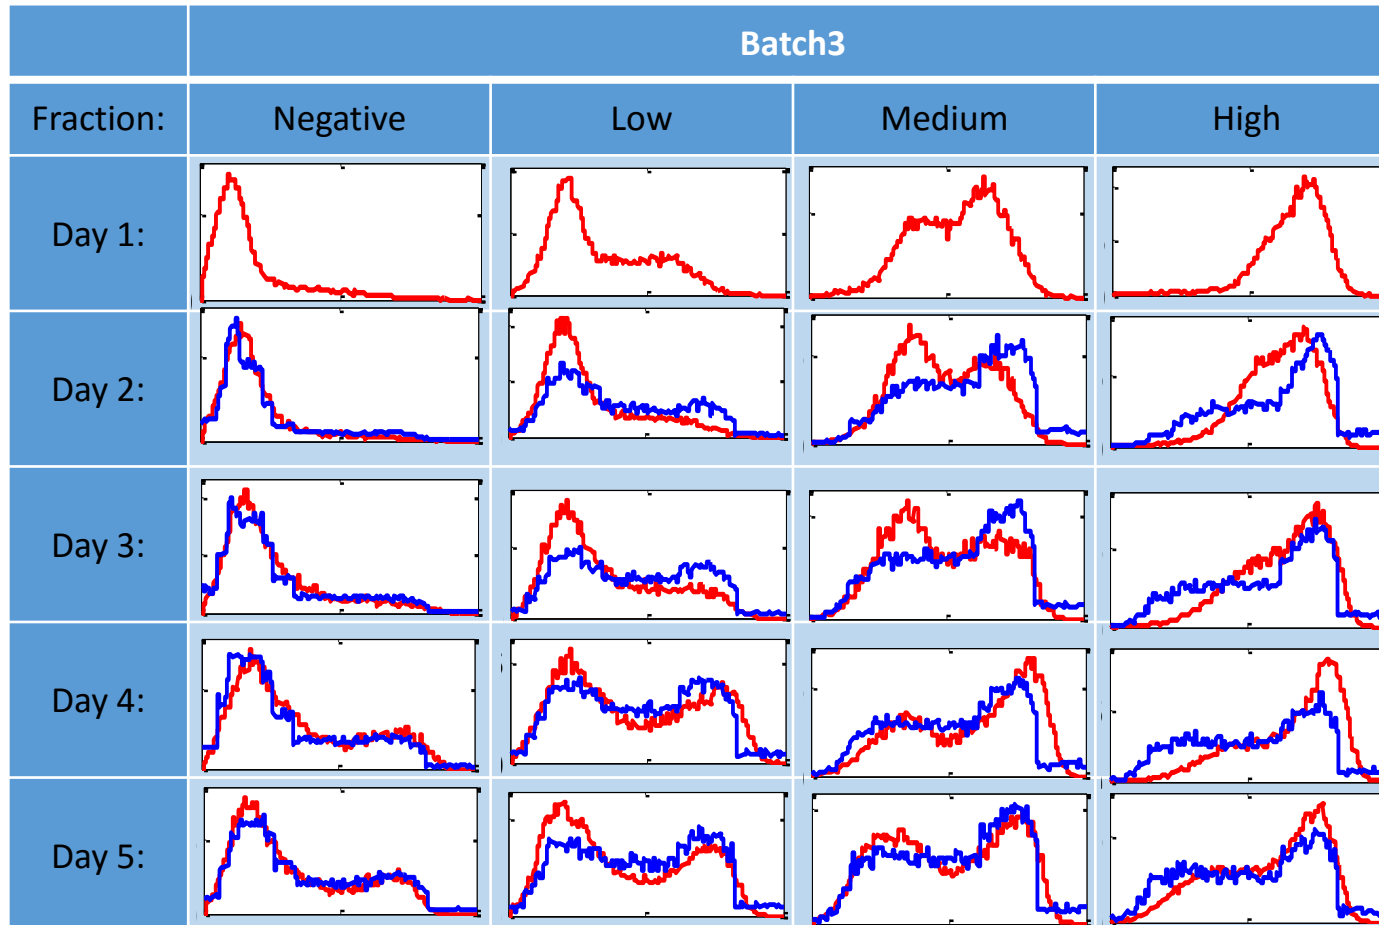 Batch3
Fraction: Negative Low Medium High
Day 1:
Day 2:
Day 3:
Day 4:
Day 5: